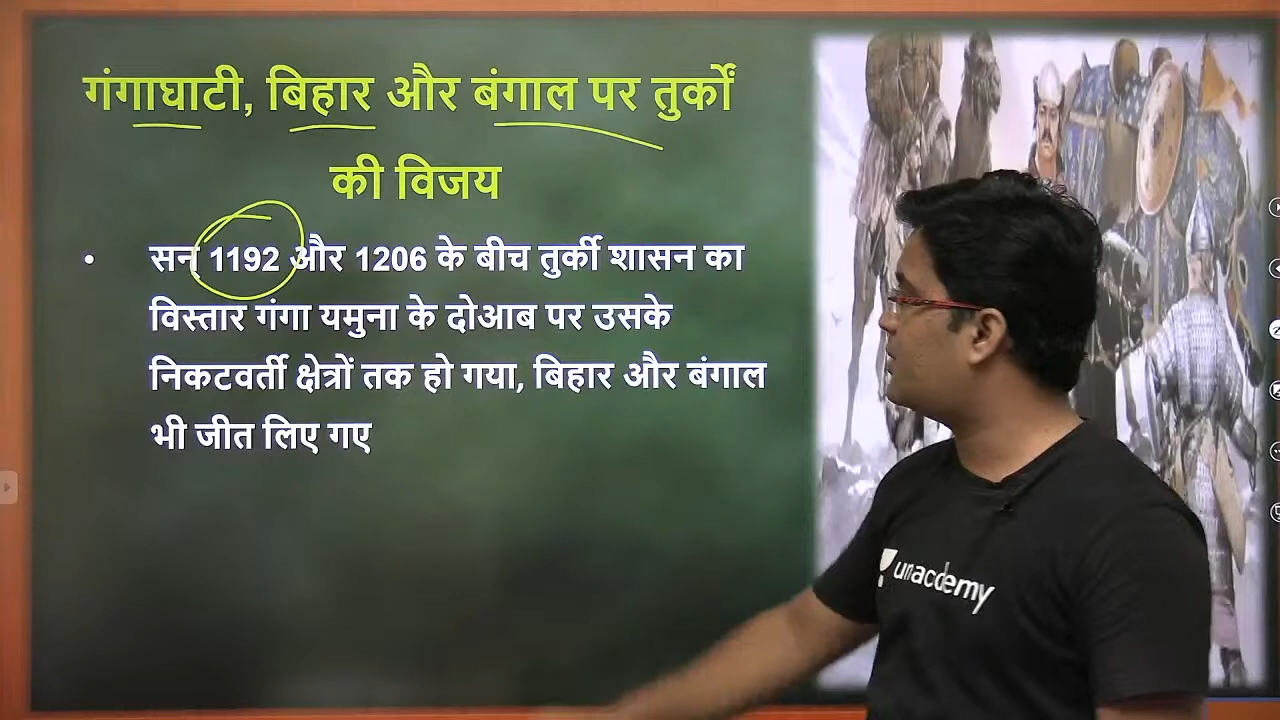 गंगाघाटी, बिहार और बंगाल पर तुर्कों
की विजय
• सन् 1192 और 1206 के बीच तुर्की शासन का
विस्तार गंगा यमुना के दोआब पर उसके
निकटवर्ती क्षेत्रों तक हो गया, बिहार और बंगाल
भी जीत लिए गए
unacademy